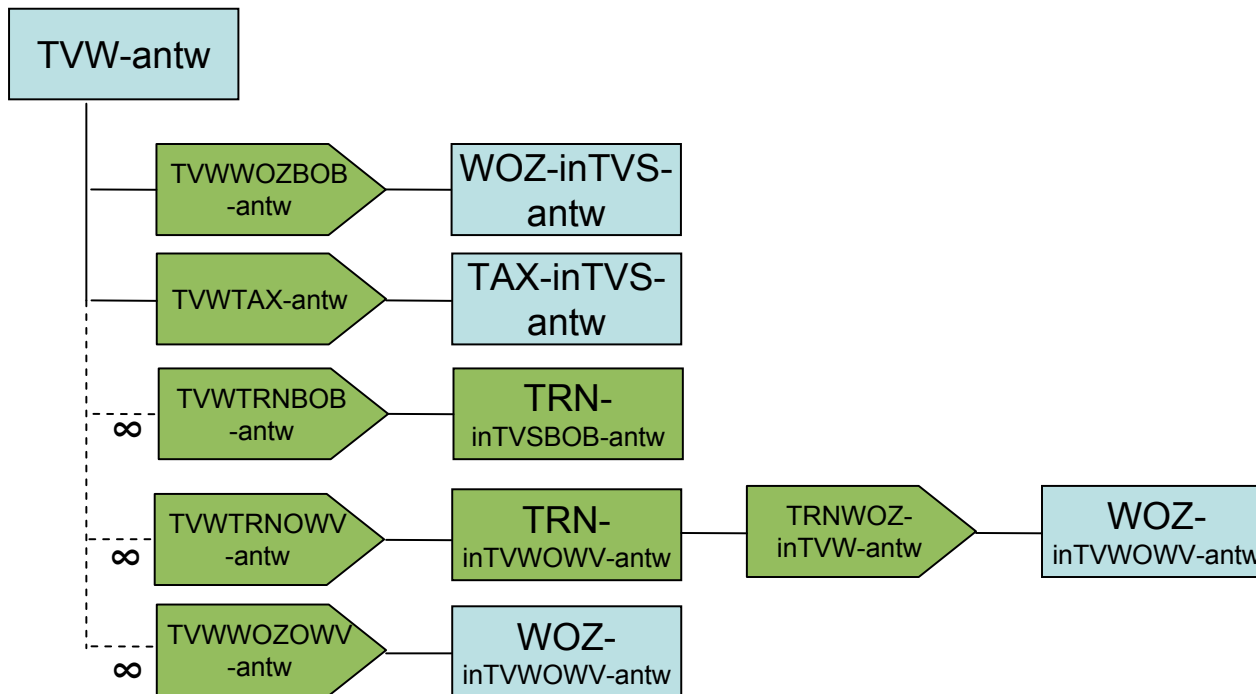 TVW-antw
TVWWOZBOB
-antw
WOZ-inTVS-
antw
TVWTAX-antw
TAX-inTVS-
antw
∞
TVWTRNBOB
-antw
TRN-
inTVSBOB-antw
∞
TVWTRNOWV
-antw
TRN-
inTVWOWV-antw
TRNWOZ-
inTVW-antw
WOZ-
inTVWOWV-antw
∞
TVWWOZOWV
-antw
WOZ-
inTVWOWV-antw